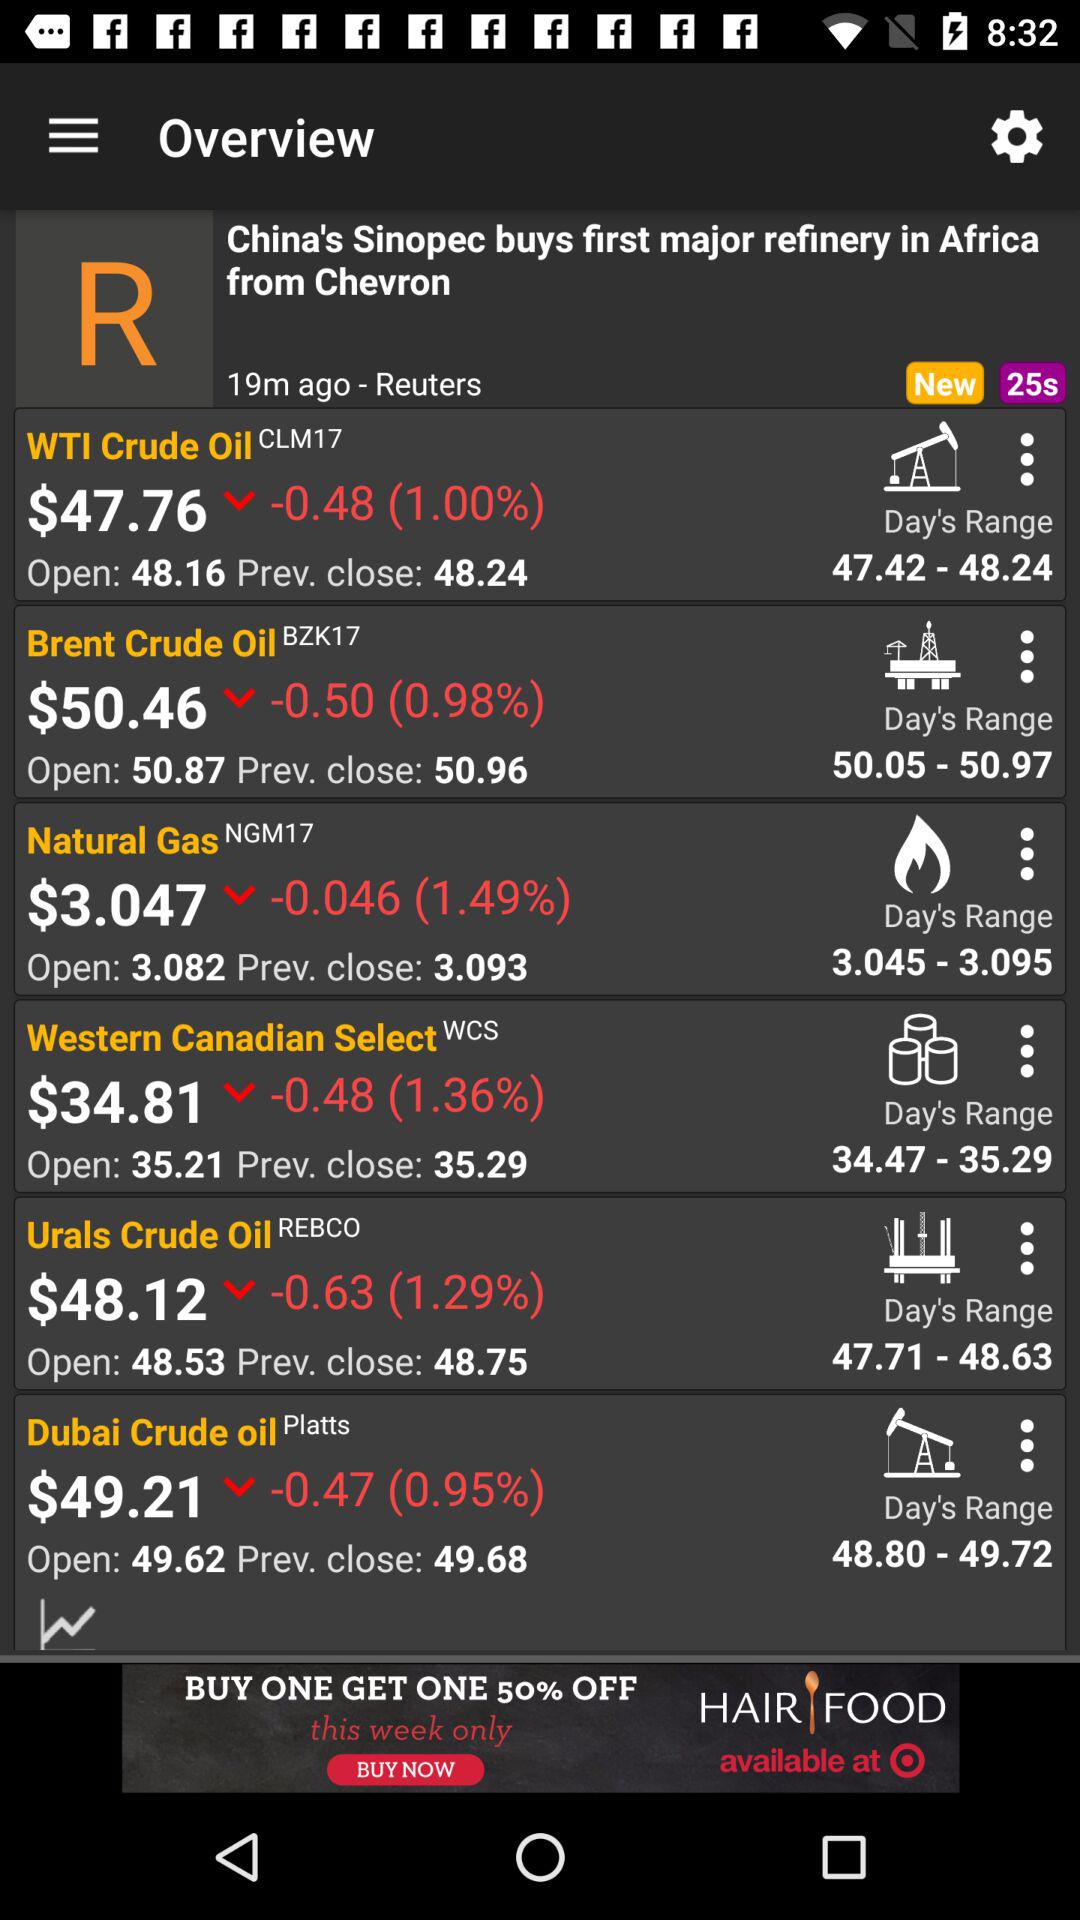 8:32
Overview
R
China's Sinopec buys first major refinery in Africa
from Chevron
19m ago - Reuters
New 25s
WTI Crude Oil CLM17
$47.76 -0.48 (1.00%)
Day's Range
Open: 48.16 Prev. close: 48.24
47.42 - 48.24
Brent Crude Oil BZK17
$50.46 -0.50 (0.98%)
Day's Range
Open: 50.87 Prev. close: 50.96
50.05 - 50.97
Natural Gas NGM17
$3.047 -0.046 (1.49%)
Day's Range
Open: 3.082 Prev. close: 3.093
3.045 - 3.095
Western Canadian Select WCS
$34.81 -0.48 (1.36%)
Day's Range
Open: 35.21 Prev. close: 35.29
34.47 - 35.29
Urals Crude Oil REBCO
$48.12 -0.63 (1.29%)
Day's Range
Open: 48.53 Prev. close: 48.75
47.71 - 48.63
Dubai Crude oil Platts
$49.21 -0.47 (0.95%)
Day's Range
Open: 49.62 Prev. close: 49.68
48.80 - 49.72
BUY ONE GET ONE 50% OFF
this week only
BUY NOW
HAIR FOOD
available at